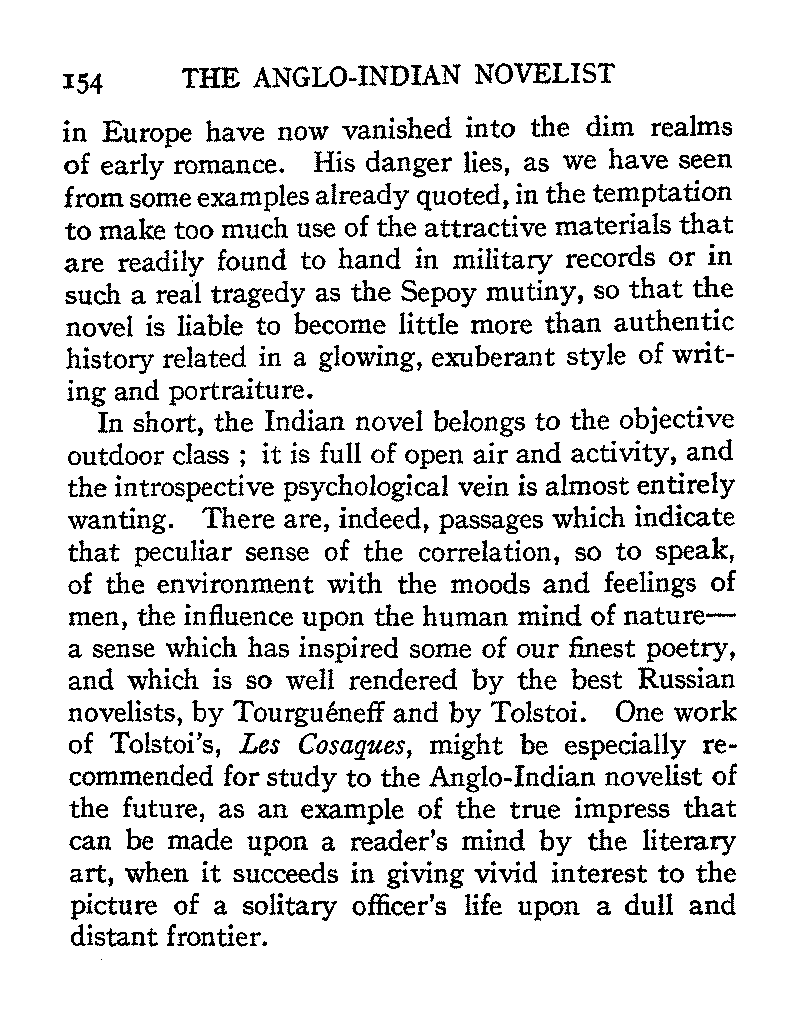 154 THE ANGLO-INDIAN NOVELIST
in Europe have now vanished into the dim realms
of early romance. His danger lies, as we have seen
from some examples already quoted, in the temptation
to make too much use of the attractive materials that
are readily found to hand in military records or in
such a real tragedy as the Sepoy mutiny, so that the
novel is liable to become little more than authentic
history related in a glowing, exuberant style of writ-
ing and portraiture.
In short, the Indian novel belongs to the objective
outdoor class ; it is full of open air and activity, and
the introspective psychological vein is almost entirely
wanting. There are, indeed, passages which indicate
that peculiar sense of the correlation, so to speak,
of the environment with the moods and feelings of
men, the influence upon the human mind of nature—
a sense which has inspired some of our finest poetry,
and which is so well rendered by the best Russian
novelists, by Tourguéneff and by Tolstoi. One work
of Tolstoi's, Les Cosaques, might be especially re-
commended for study to the Anglo-Indian novelist of
the future, as an example of the true impress that
can be made upon a reader's mind by the literary
art, when it succeeds in giving vivid interest to the
picture of a solitary officer's life upon a dull and
distant frontier.